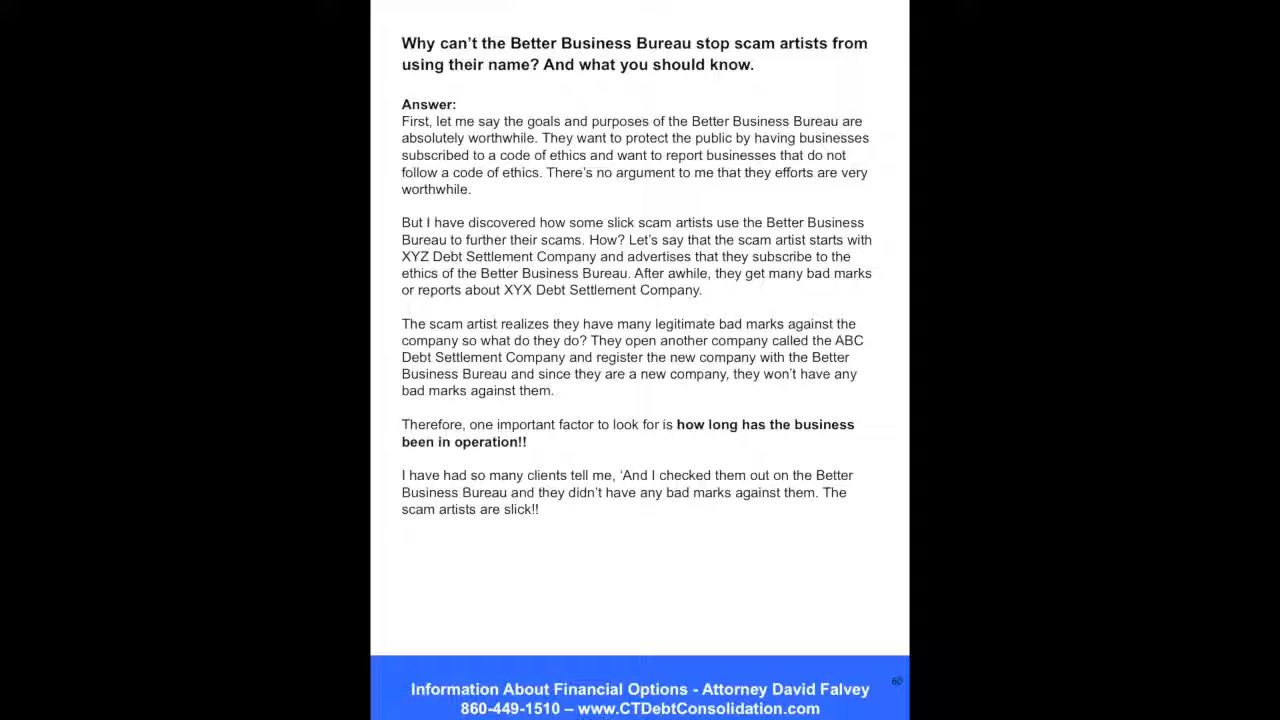 Why can’t the Better Business Bureau stop scam artists from
using their name? And what you should know.
Answer:
First, let me say the goals and purposes of the Better Business Bureau are
absolutely worthwhile. They want to protect the public by having businesses
subscribed to a code of ethics and want to report businesses that do not
follow a code of ethics. There’s no argument to me that they efforts are very
worthwhile.
But I have discovered how some slick scam artists use the Better Business
Bureau to further their scams. How? Let’s say that the scam artist starts with
XYZ Debt Settlement Company and advertises that they subscribe to the
ethics of the Better Business Bureau. After awhile, they get many bad marks
or reports about XYX Debt Settlement Company.
The scam artist realizes they have many legitimate bad marks against the
company so what do they do? They open another company called the ABC
Debt Settlement Company and register the new company with the Better
Business Bureau and since they are a new company, they won’t have any
bad marks against them.
Therefore, one important factor to look for is how long has the business
been in operation!!
I have had so many clients tell me, ‘And I checked them out on the Better
Business Bureau and they didn’t have any bad marks against them. The
scam artists are slick!!
60
Information About Financial Options - Attorney David Falvey
860-449-1510 – www.CTDebtConsolidation.com